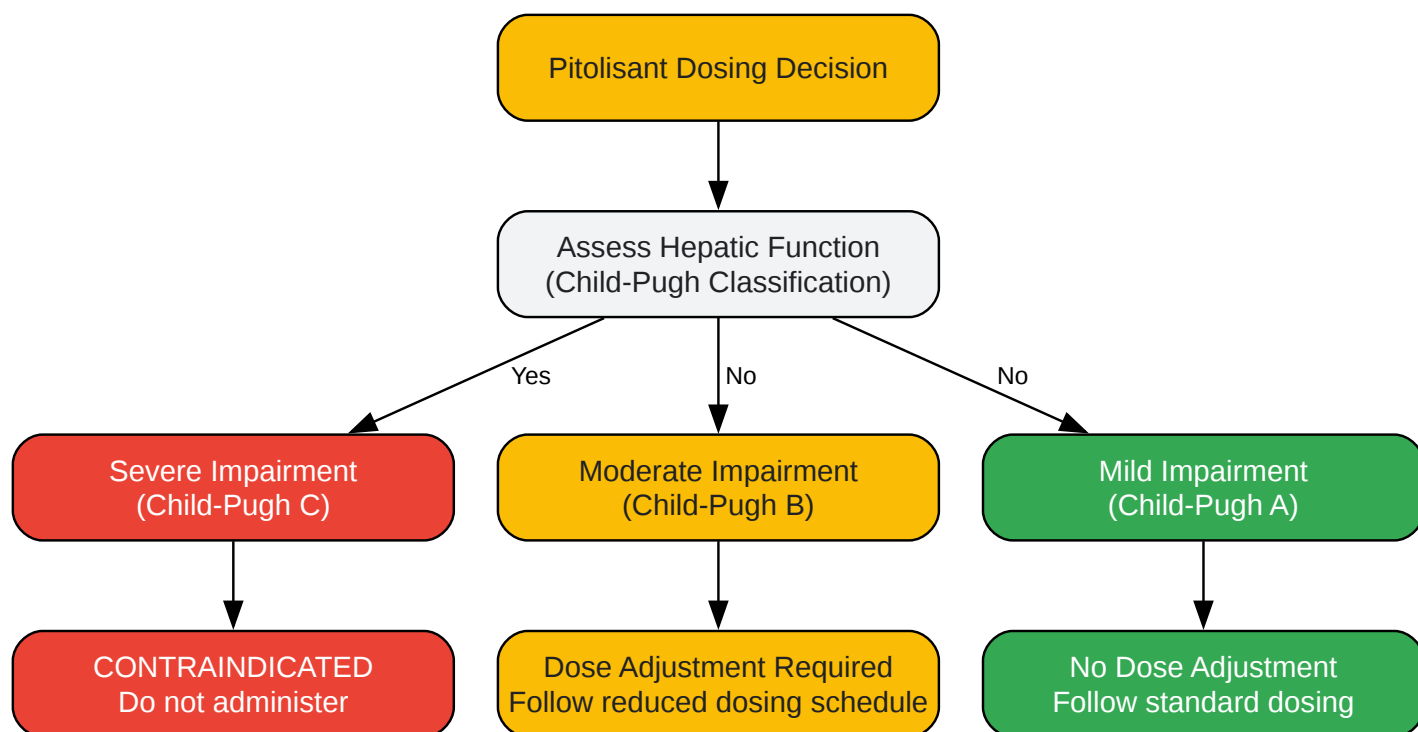 Pitolisant Dosing Decision
Assess Hepatic Function
(Child-Pugh Classification)
Yes
No
No
Severe Impairment
(Child-Pugh C)
Moderate Impairment
(Child-Pugh B)
Mild Impairment
(Child-Pugh A)
CONTRAINDICATED
Do not administer
Dose Adjustment Required
Follow reduced dosing schedule
No Dose Adjustment
Follow standard dosing